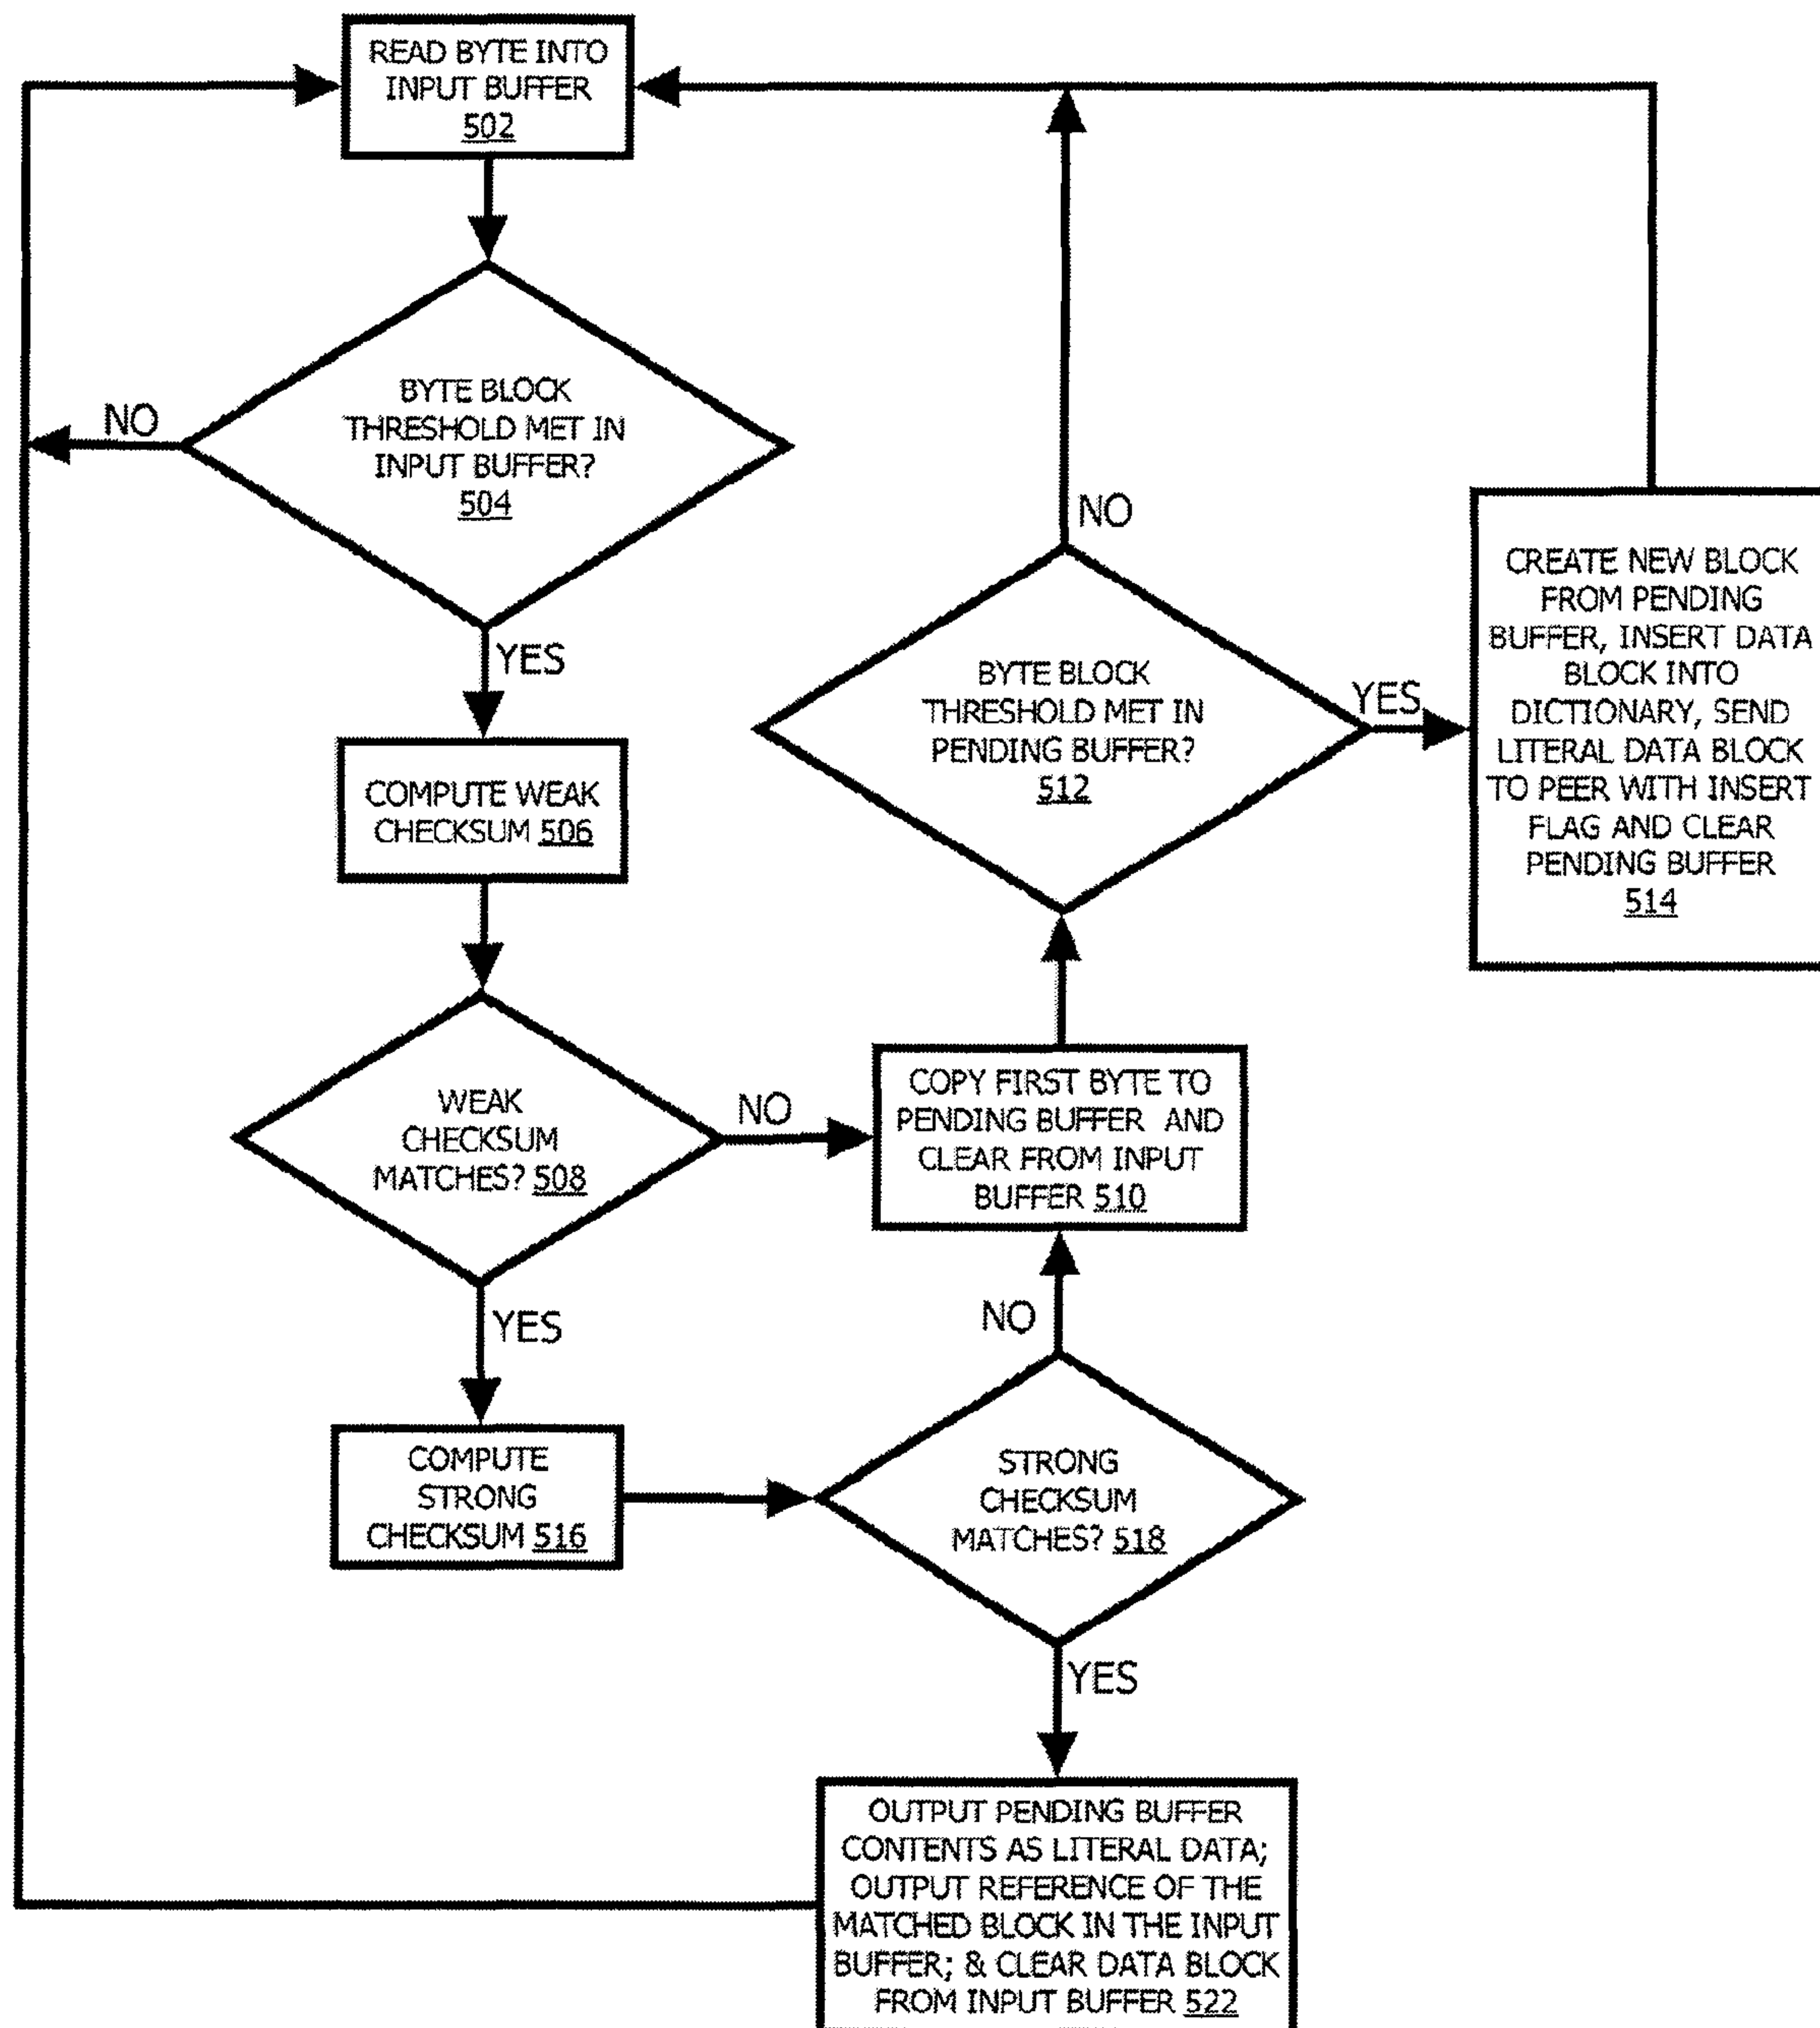 READ BYTE INTO
INPUT BUFFER
502
BYTE BLOCK
THRESHOLD MET IN
INPUT BUFFER?
504
NO
YES
COMPUTE WEAK
CHECKSUM 506
WEAK
CHECKSUM
MATCHES? 508
NO
YES
COPY FIRST BYTE TO
PENDING BUFFER AND
CLEAR FROM INPUT
BUFFER 510
BYTE BLOCK
THRESHOLD MET IN
PENDING BUFFER?
512
NO
YES
CREATE NEW BLOCK
FROM PENDING
BUFFER, INSERT DATA
BLOCK INTO
DICTIONARY, SEND
LITERAL DATA BLOCK
TO PEER WITH INSERT
FLAG AND CLEAR
PENDING BUFFER
514
COMPUTE
STRONG
CHECKSUM 516
STRONG
CHECKSUM
MATCHES? 518
NO
YES
OUTPUT PENDING BUFFER
CONTENTS AS LITERAL DATA;
OUTPUT REFERENCE OF THE
MATCHED BLOCK IN THE INPUT
BUFFER; & CLEAR DATA BLOCK
FROM INPUT BUFFER 522